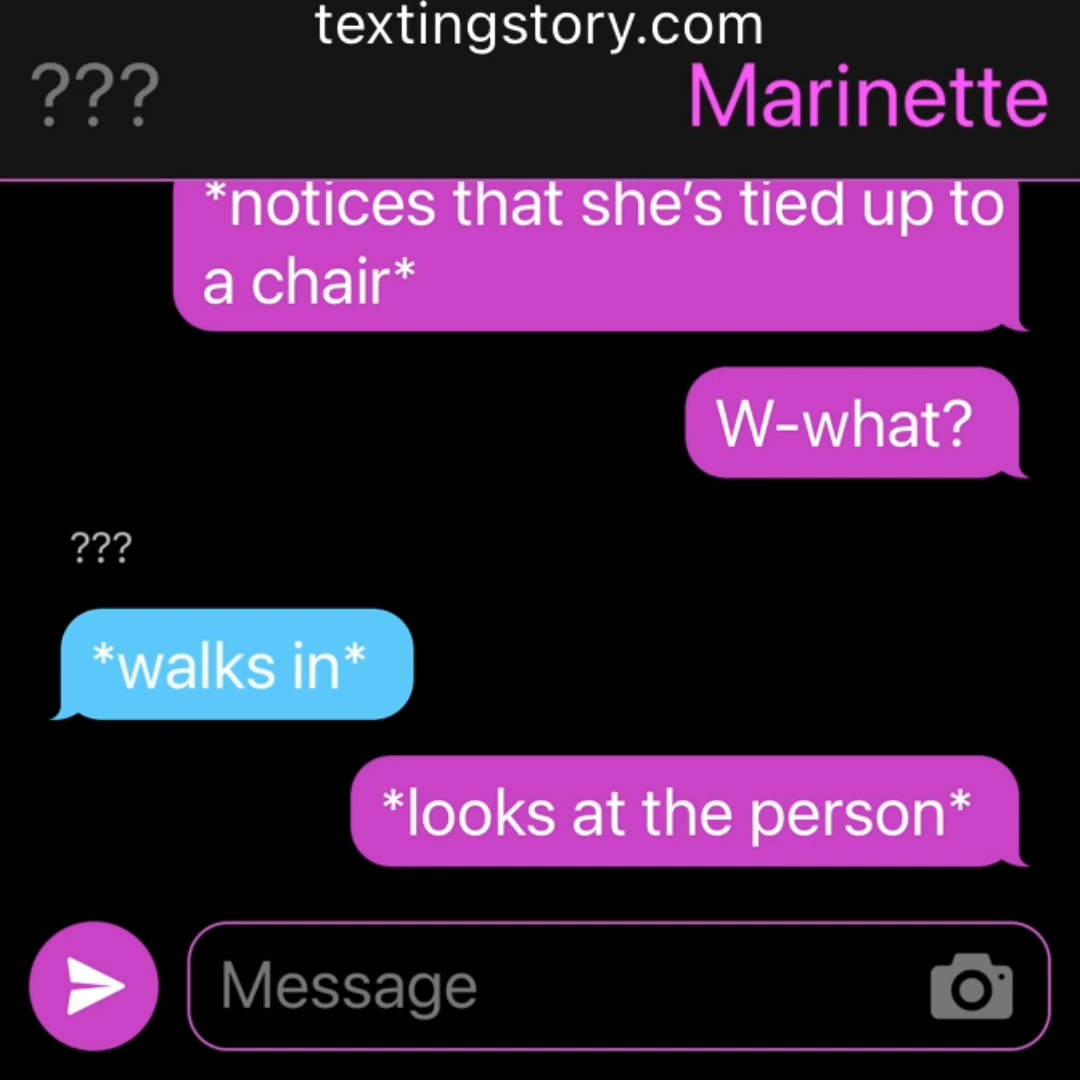 textingstory.com
??? Marinette
*notices that she’s tied up to
a chair*
W-what?
???
*walks in*
*looks at the person*
Message